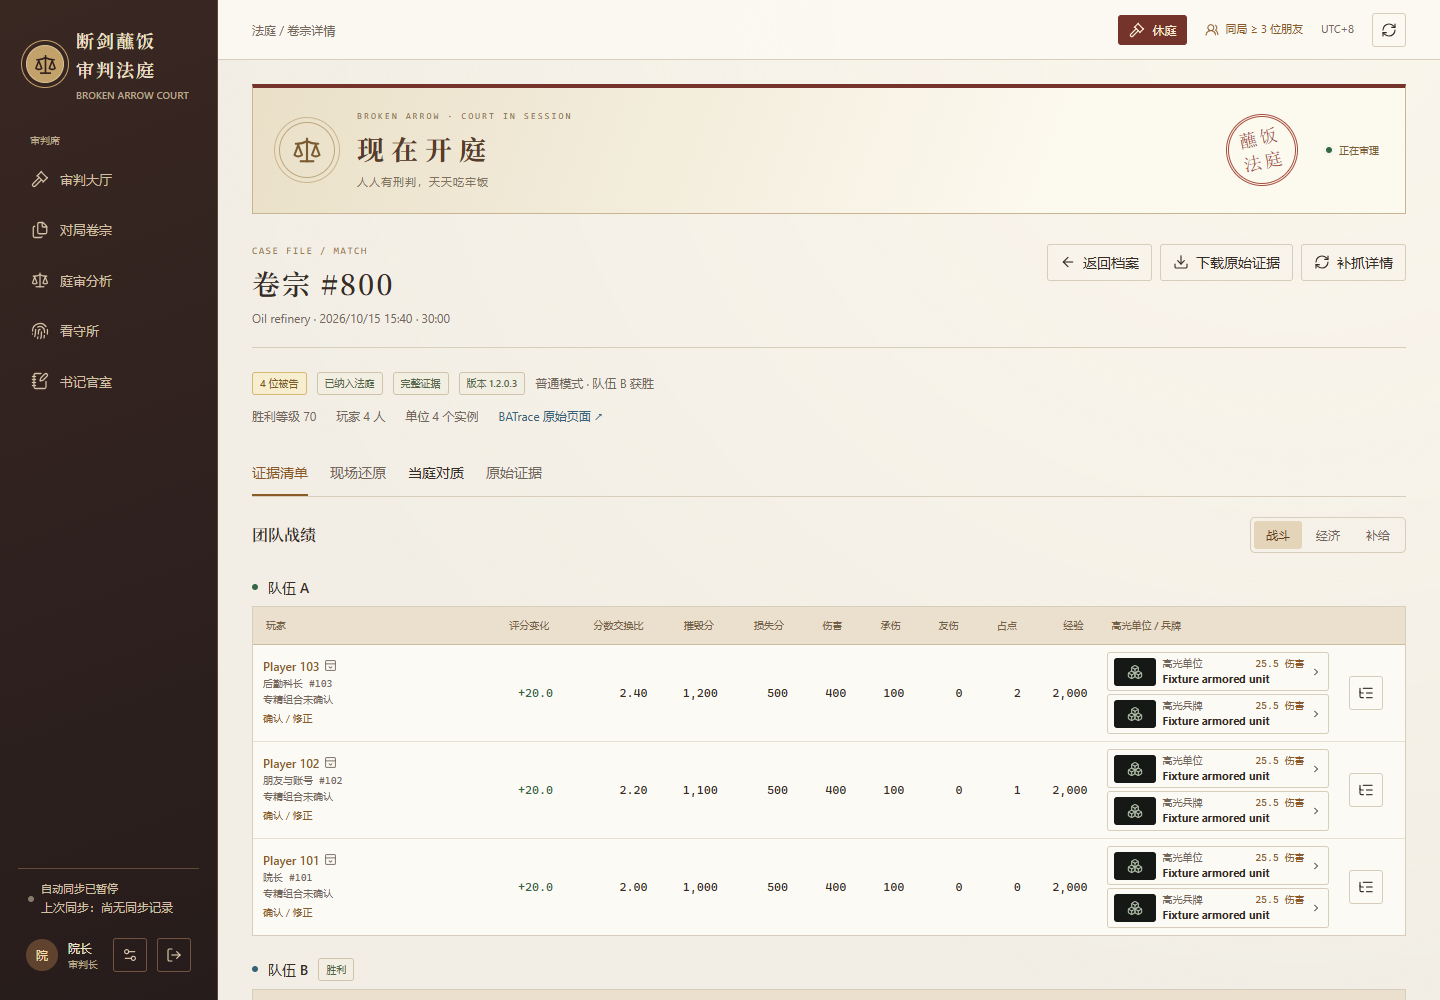 断剑蘸饭
审判法庭
BROKEN ARROW COURT
审判席
审判大厅
对局卷宗
庭审分析
看守所
书记官室
自动同步已暂停
上次同步：尚无同步记录
院
院长
审判长
法庭 / 卷宗详情
休庭
同局 ≥ 3 位朋友
UTC+8
BROKEN ARROW · COURT IN SESSION
现在开庭
人人有刑判，天天吃牢饭
蘸饭
法庭
正在审理
CASE FILE / MATCH
卷宗 #800
Oil refinery · 2026/10/15 15:40 · 30:00
返回档案
下载原始证据
补抓详情
4 位被告
已纳入法庭
完整证据
版本 1.2.0.3
普通模式 · 队伍 B 获胜
胜利等级 70
玩家 4 人
单位 4 个实例
BATrace 原始页面 ↗
证据清单
现场还原
当庭对质
原始证据
团队战绩
战斗
经济
补给
队伍 A
玩家 评分变化 分数交换比 摧毁分 损失分 伤害 承伤 友伤 占点 经验 高光单位 / 兵牌
Player 103
后勤科长 #103
专精组合未确认
确认 / 修正
+20.0 2.40 1,200 500 400 100 0 2 2,000
高光单位 25.5 伤害
Fixture armored unit
高光兵牌 25.5 伤害
Fixture armored unit
Player 102
朋友与账号 #102
专精组合未确认
确认 / 修正
+20.0 2.20 1,100 500 400 100 0 1 2,000
高光单位 25.5 伤害
Fixture armored unit
高光兵牌 25.5 伤害
Fixture armored unit
Player 101
院长 #101
专精组合未确认
确认 / 修正
+20.0 2.00 1,000 500 400 100 0 0 2,000
高光单位 25.5 伤害
Fixture armored unit
高光兵牌 25.5 伤害
Fixture armored unit
队伍 B
胜利